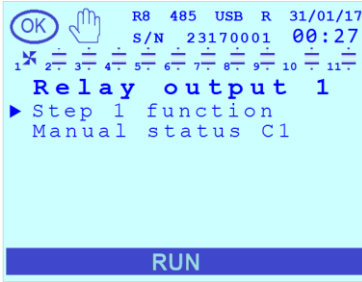 OK R8 485 USB R 31/01/17
S/N 23170001 00:27
1 2 3 4 5 6 7 8 9 10 11
Relay output 1
Step 1 function
Manual status C1
RUN